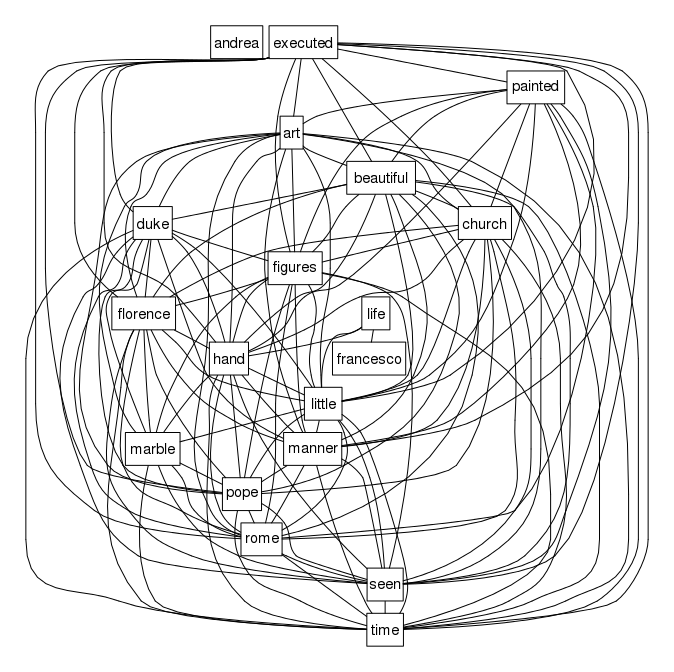 andrea executed
painted
art
beautiful
duke church
figures
florence life
hand francesco
little
marble manner
pope
rome
seen
time